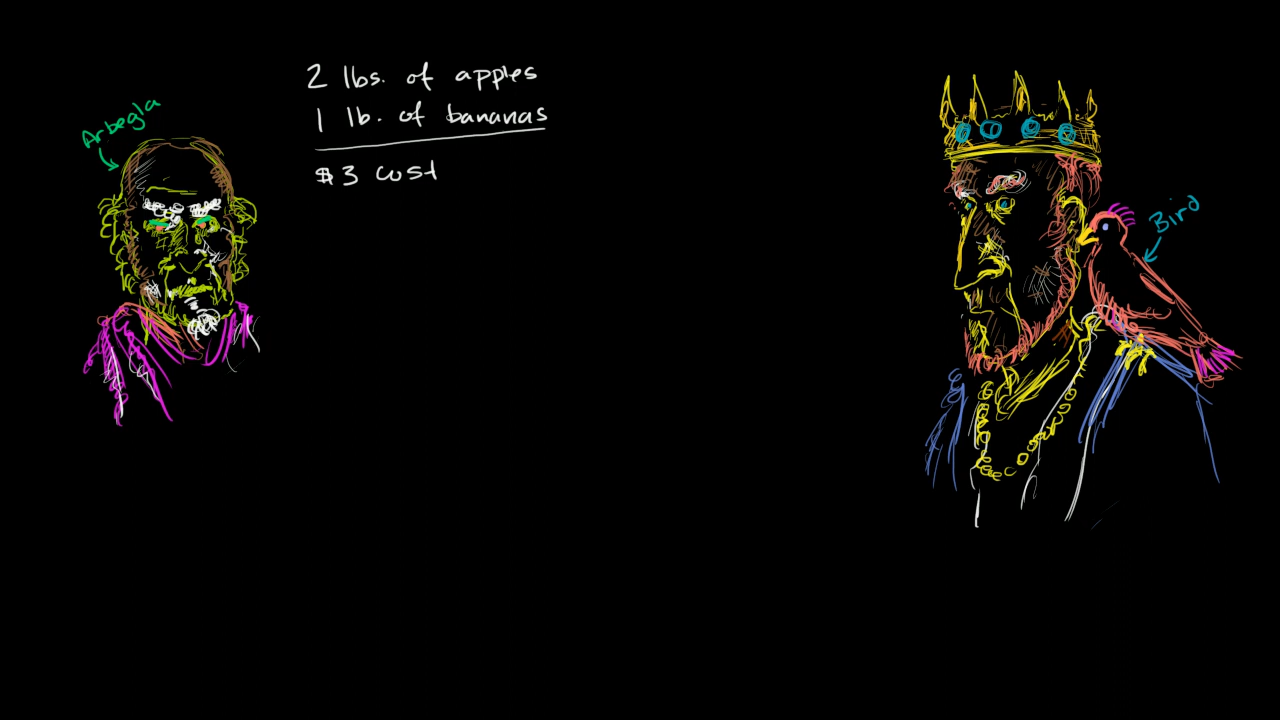 Arbegla
2 lbs. of apples
1 lb. of bananas
$3 cost
Bird